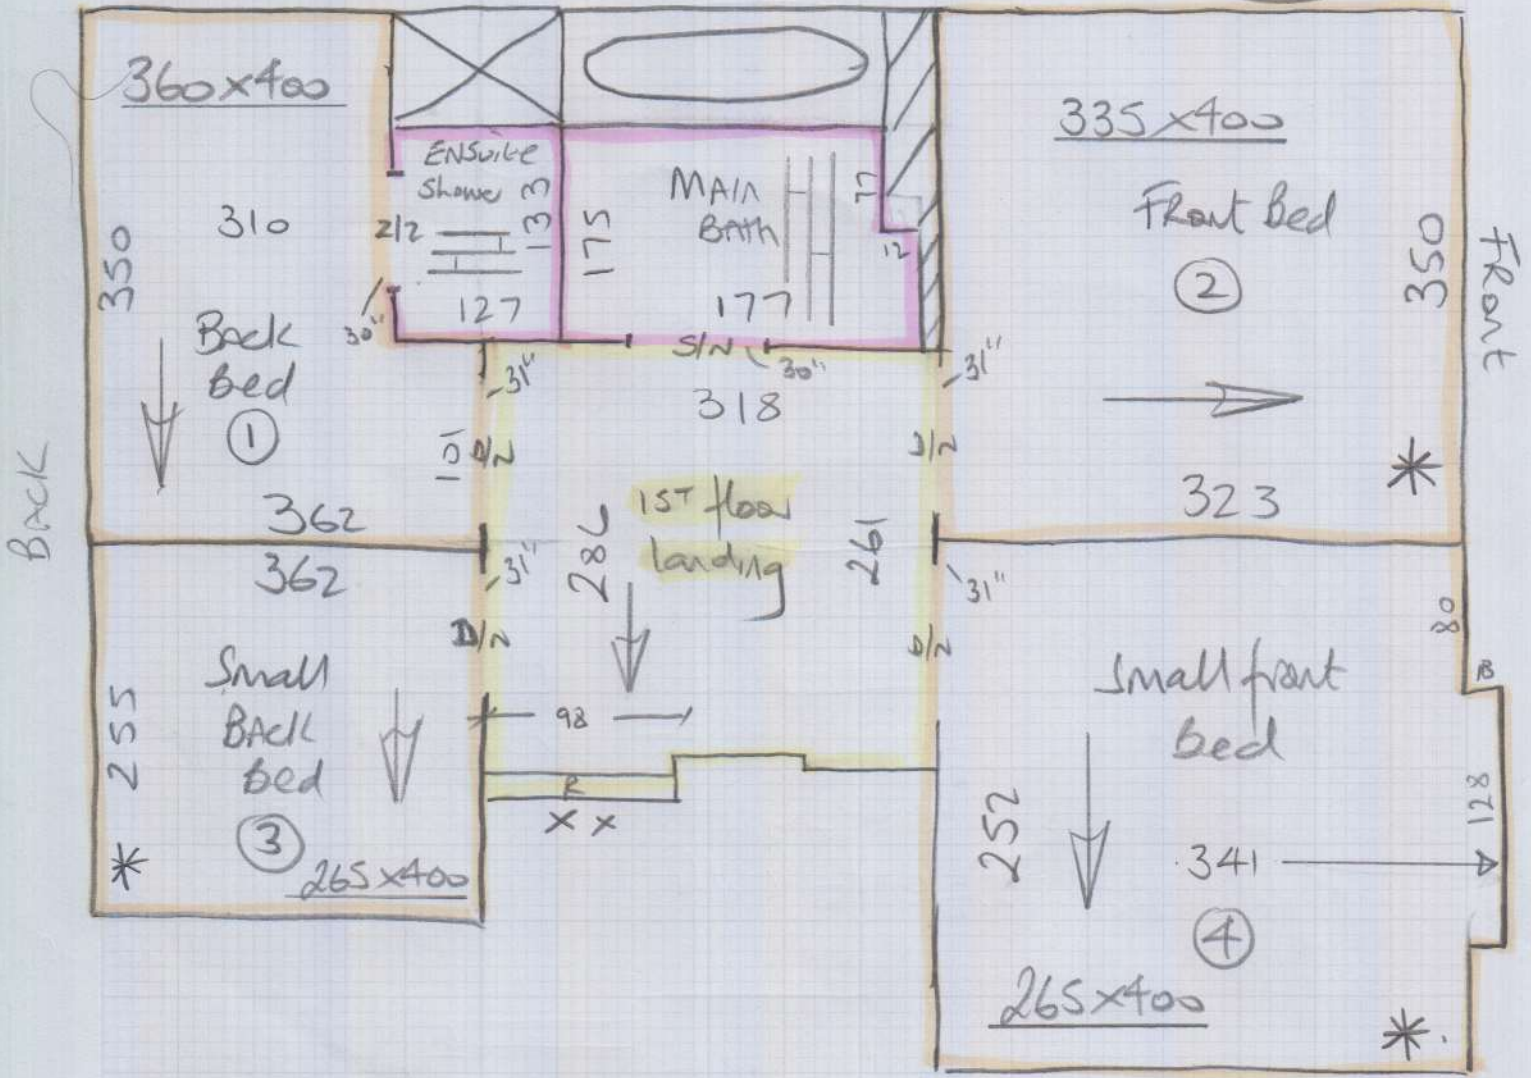 360x400
335x400
ENSuite
Shower
133
MAIN
BATH
77
12
175
310
212
127
177
30"
S/N
30"
350
Back
Bed
1
Front Bed
2
350
FRont
31"
318
31"
101
D/N
D/N
1ST floor
landing
286
261
323
*
BACK
362
362
31"
31"
D/N
D/N
80
B
Small
BACK
Bed
3
255
*
265x400
98
R
X X
Small front
Bed
252
341
128
4
265x400
*